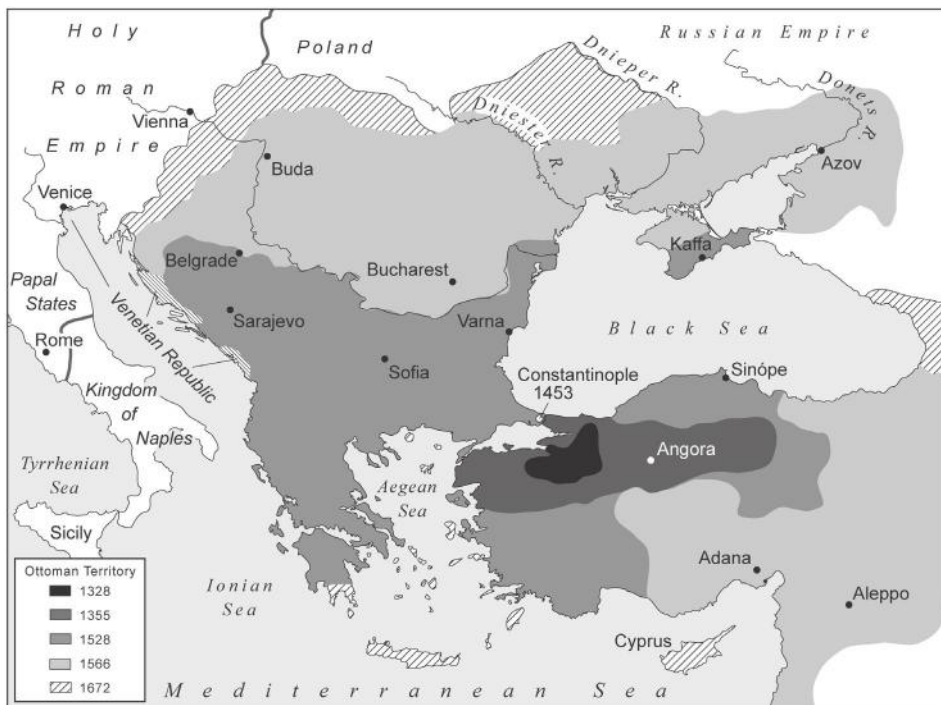 Holy
Roman
Empire
Poland
Russian Empire
Dnieper R.
Dniester R.
Donets R.
Vienna
Buda
Azov
Venice
Kaffa
Belgrade
Bucharest
Papal
States
Venetian Republic
Sarajevo
Varna
Black Sea
Rome
Sofia
Constantinople
1453
Sinópe
Kingdom
of
Naples
Angora
Tyrrhenian
Sea
Aegean
Sea
Sicily
Adana
Ionian
Sea
Aleppo
Cyprus
Mediterranean Sea
Ottoman Territory
1328
1355
1528
1566
1672